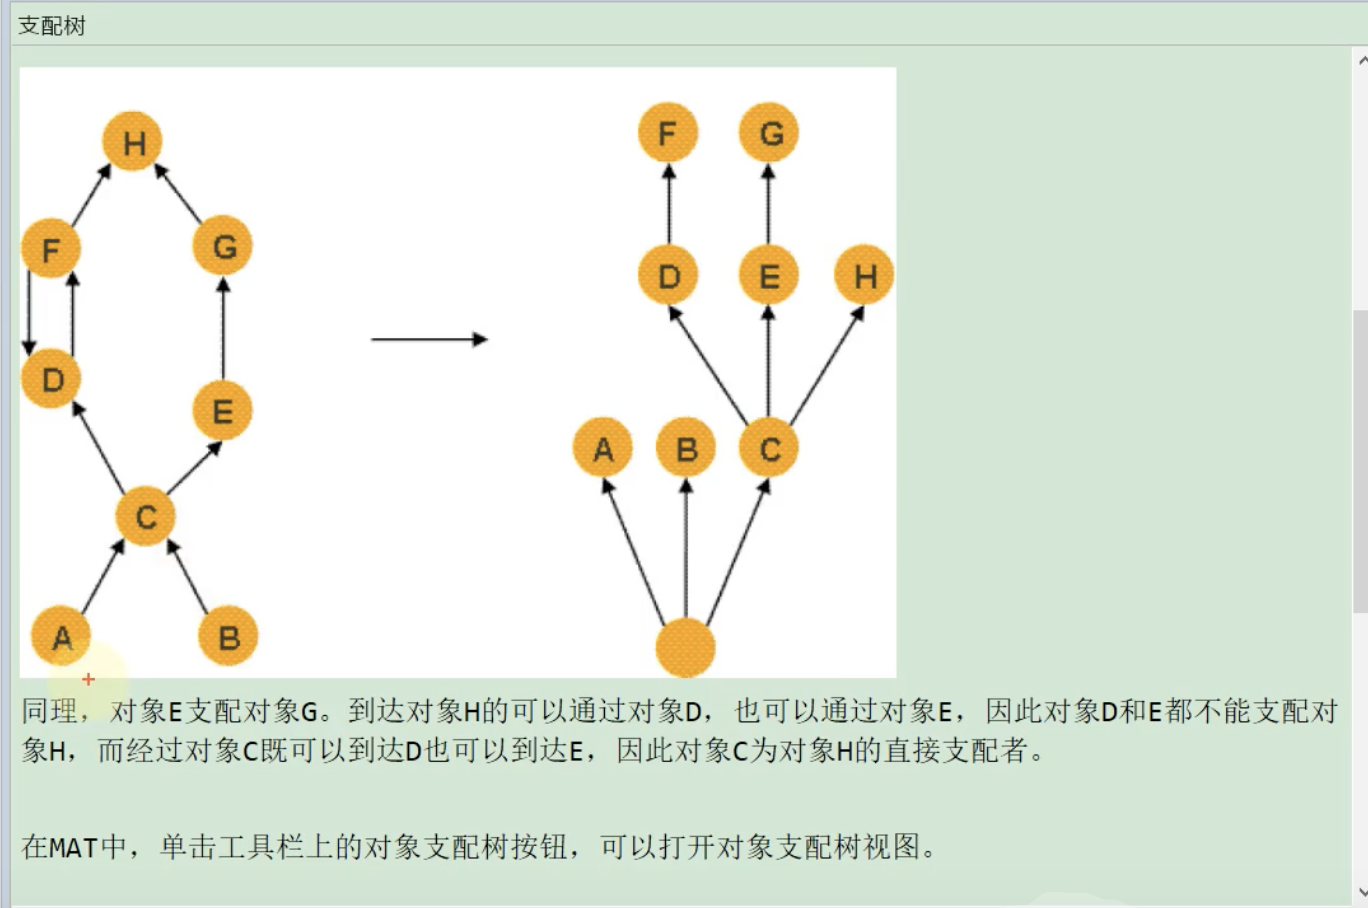 支配树
H
F
G
D
E
C
A
B
F
G
D
E
H
A
B
C
同理，对象E支配对象G。到达对象H的可以通过对象D，也可以通过对象E，因此对象D和E都不能支配对
象H，而经过对象C既可以到达D也可以到达E，因此对象C为对象H的直接支配者。
在MAT中，单击工具栏上的对象支配树按钮，可以打开对象支配树视图。